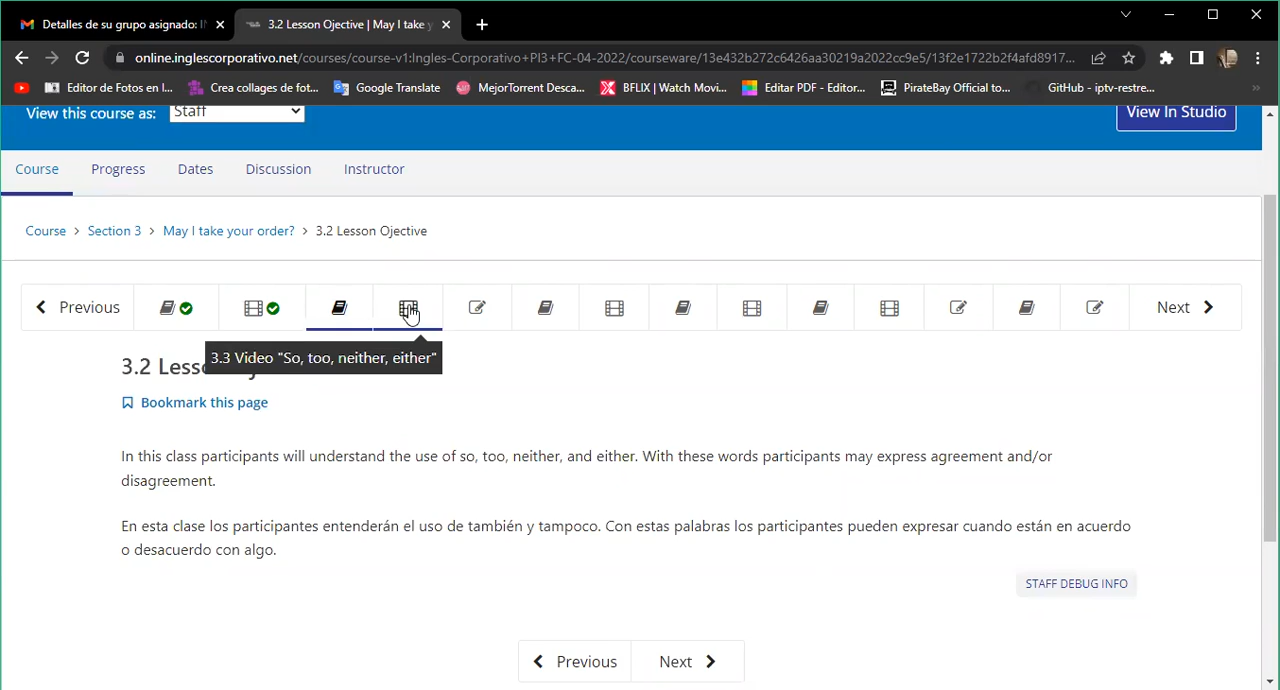 Detalles de su grupo asignado: I
3.2 Lesson Ojective | May I take y
online.inglescorporativo.net/courses/course-v1:Ingles-Corporativo+PI3+FC-04-2022/courseware/13e432b272c6426aa30219a2022cc9e5/13f2e1722b2f4afd8917...
Editor de Fotos en l... Crea collages de fot... Google Translate MejorTorrent Desca... BFLIX | Watch Movi... Editar PDF - Editor... PirateBay Official to... GitHub - iptv-restre... »
View this course as: Staff View In Studio
Course Progress Dates Discussion Instructor
Course > Section 3 > May I take your order? > 3.2 Lesson Ojective
Previous Next
3.3 Video "So, too, neither, either"
3.2
Bookmark this page
In this class participants will understand the use of so, too, neither, and either. With these words participants may express agreement and/or
disagreement.
En esta clase los participantes entenderán el uso de también y tampoco. Con estas palabras los participantes pueden expresar cuando están en acuerdo
o desacuerdo con algo.
STAFF DEBUG INFO
Previous Next